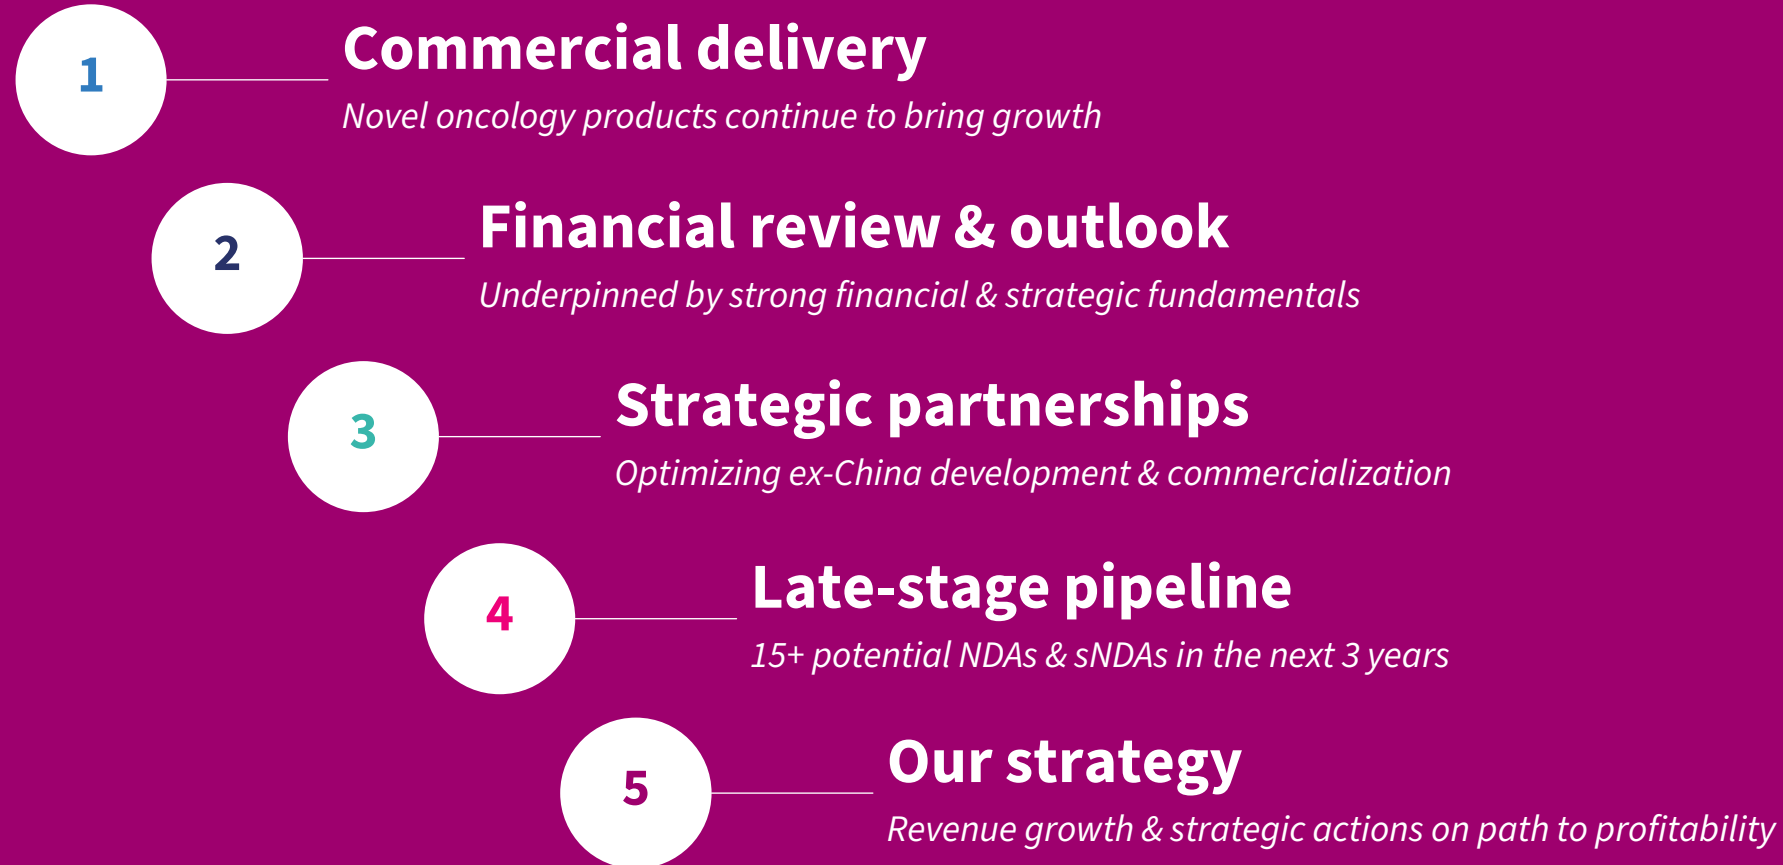 1
Commercial delivery
Novel oncology products continue to bring growth
2
Financial review & outlook
Underpinned by strong financial & strategic fundamentals
3
Strategic partnerships
Optimizing ex-China development & commercialization
4
Late-stage pipeline
15+ potential NDAs & sNDAs in the next 3 years
5
Our strategy
Revenue growth & strategic actions on path to profitability